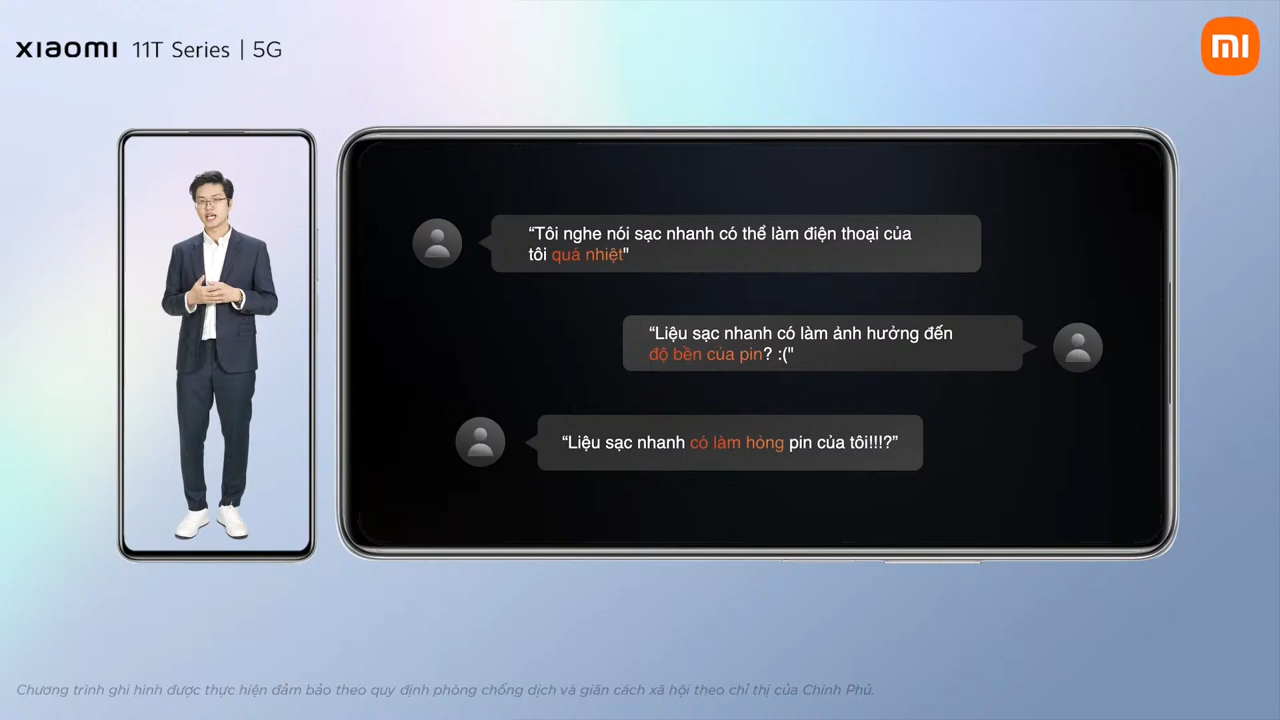 xiaomi 11T Series | 5G
mi
“Tôi nghe nói sạc nhanh có thể làm điện thoại của
tôi quá nhiệt"
“Liệu sạc nhanh có làm ảnh hưởng đến
độ bền của pin? :("
“Liệu sạc nhanh có làm hỏng pin của tôi!!!?”
Chương trình ghi hình được thực hiện đảm bảo theo quy định phòng chống dịch và giãn cách xã hội theo chỉ thị của Chính Phủ.